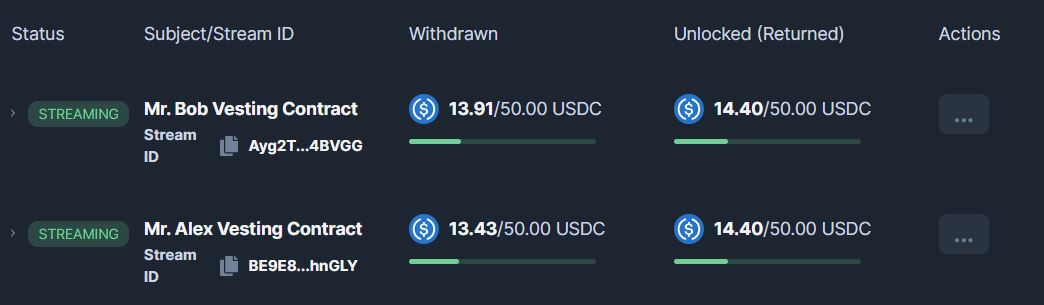 Status Subject/Stream ID Withdrawn Unlocked (Returned) Actions
STREAMING Mr. Bob Vesting Contract 13.91/50.00 USDC 14.40/50.00 USDC ...
Stream
ID
Ayg2T...4BVGG
STREAMING Mr. Alex Vesting Contract 13.43/50.00 USDC 14.40/50.00 USDC ...
Stream
ID
BE9E8...hnGLY